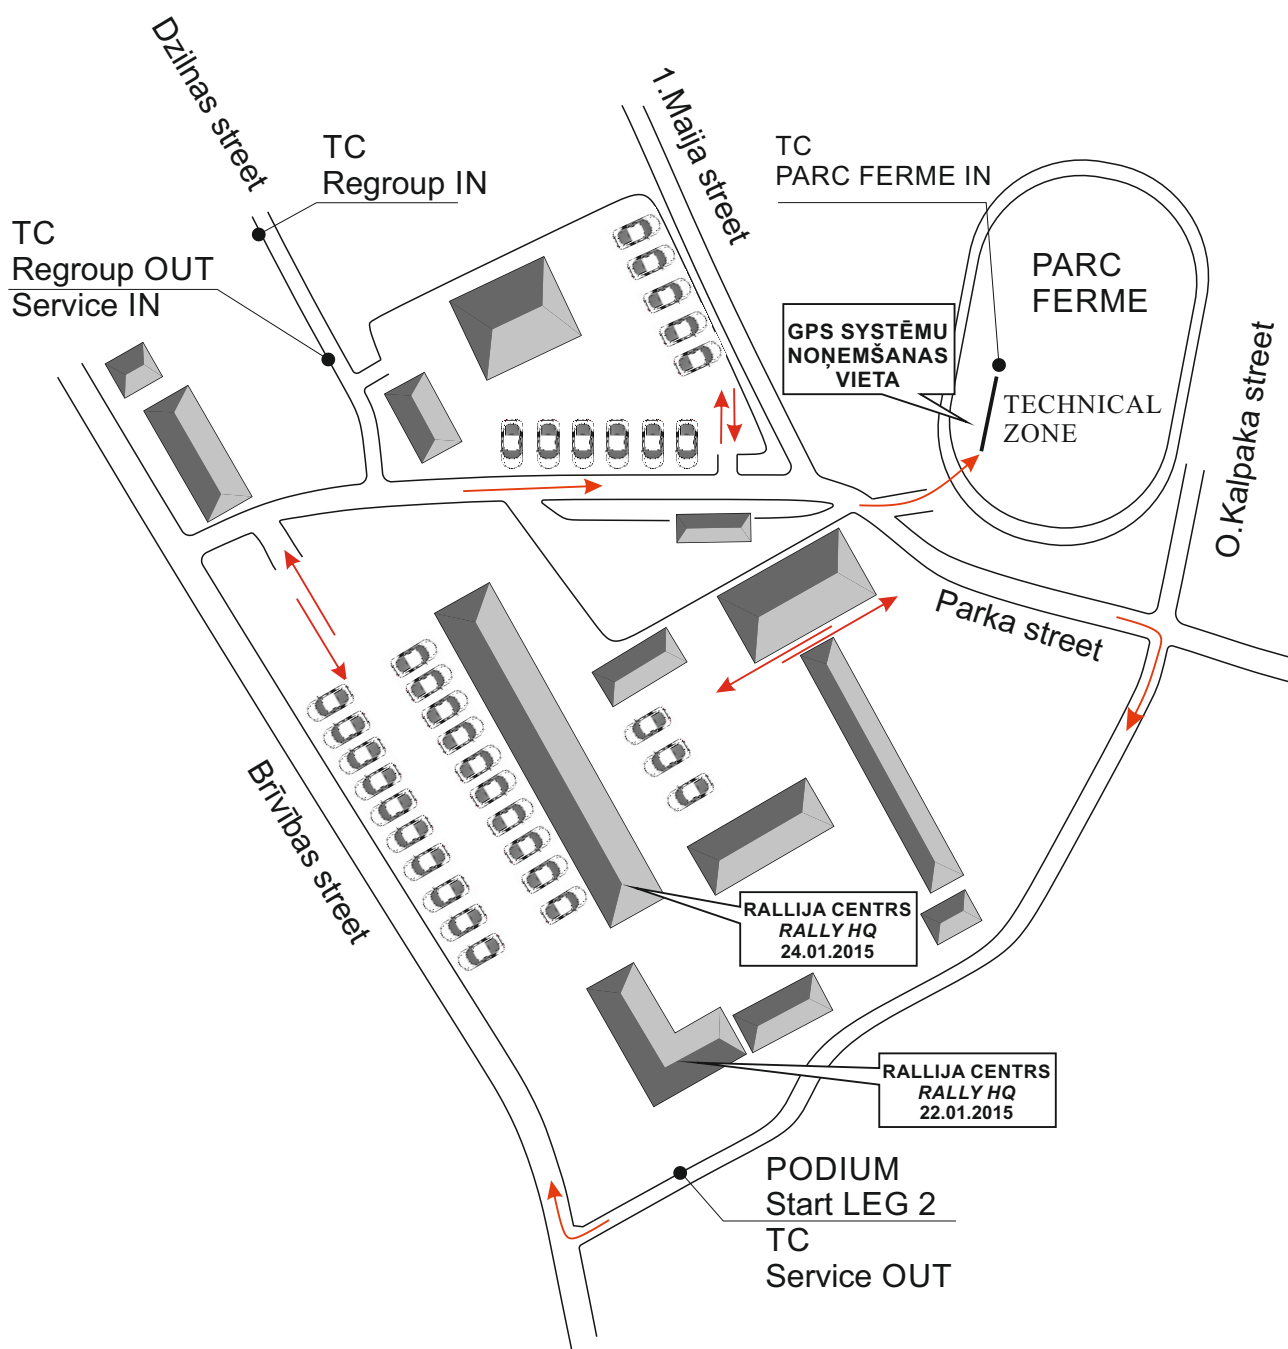 Dzilnas street
1.Maija street
TC
Regroup IN
TC
PARC FERME IN
TC
Regroup OUT
Service IN
PARC
FERME
GPS SYSTĒMU
NOŅEMŠANAS
VIETA
TECHNICAL
ZONE
O.Kalpaka street
Parka street
Brīvības street
RALLIJA CENTRS
RALLY HQ
24.01.2015
RALLIJA CENTRS
RALLY HQ
22.01.2015
PODIUM
Start LEG 2
TC
Service OUT